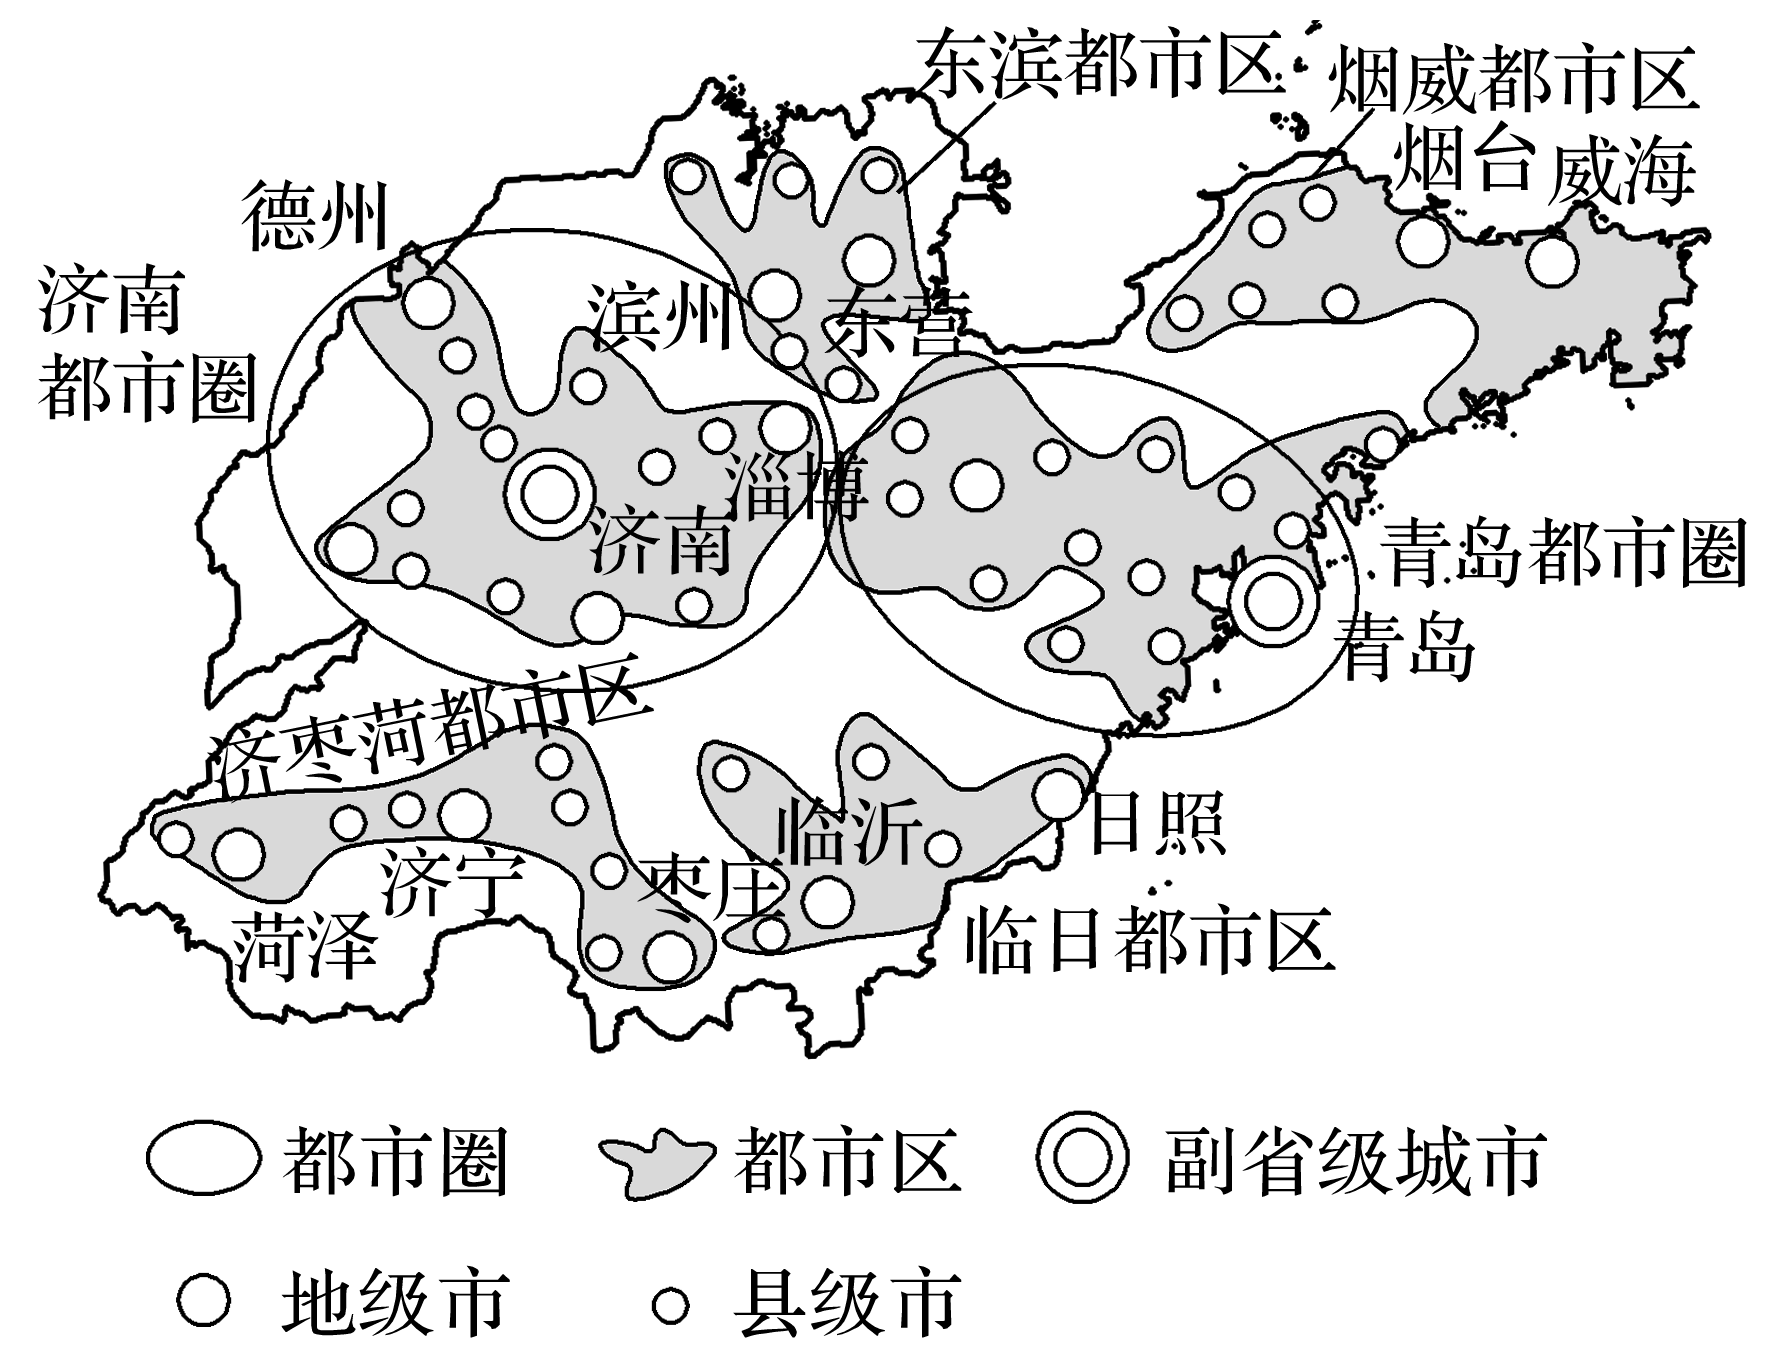 东滨都市区
烟威都市区
烟台
威海
德州
济南
都市圈
滨州
东营
淄博
济南
青岛都市圈
青岛
济枣菏都市区
临沂
日照
济宁
枣庄
菏泽
临日都市区
都市圈
都市区
副省级城市
地级市
县级市